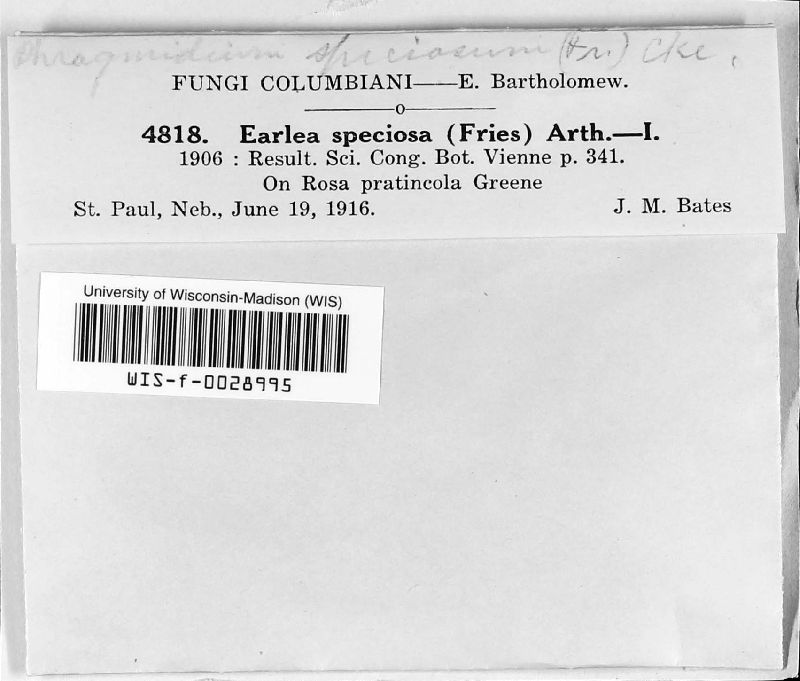 Phragmidium speciosum (Fr.) Cke.
FUNGI COLUMBIANI——E. Bartholomew.
o
4818. Earlea speciosa (Fries) Arth.—I.
1906 : Result. Sci. Cong. Bot. Vienne p. 341.
On Rosa pratincola Greene
St. Paul, Neb., June 19, 1916. J. M. Bates
University of Wisconsin-Madison (WIS)
WIS-f-0028995